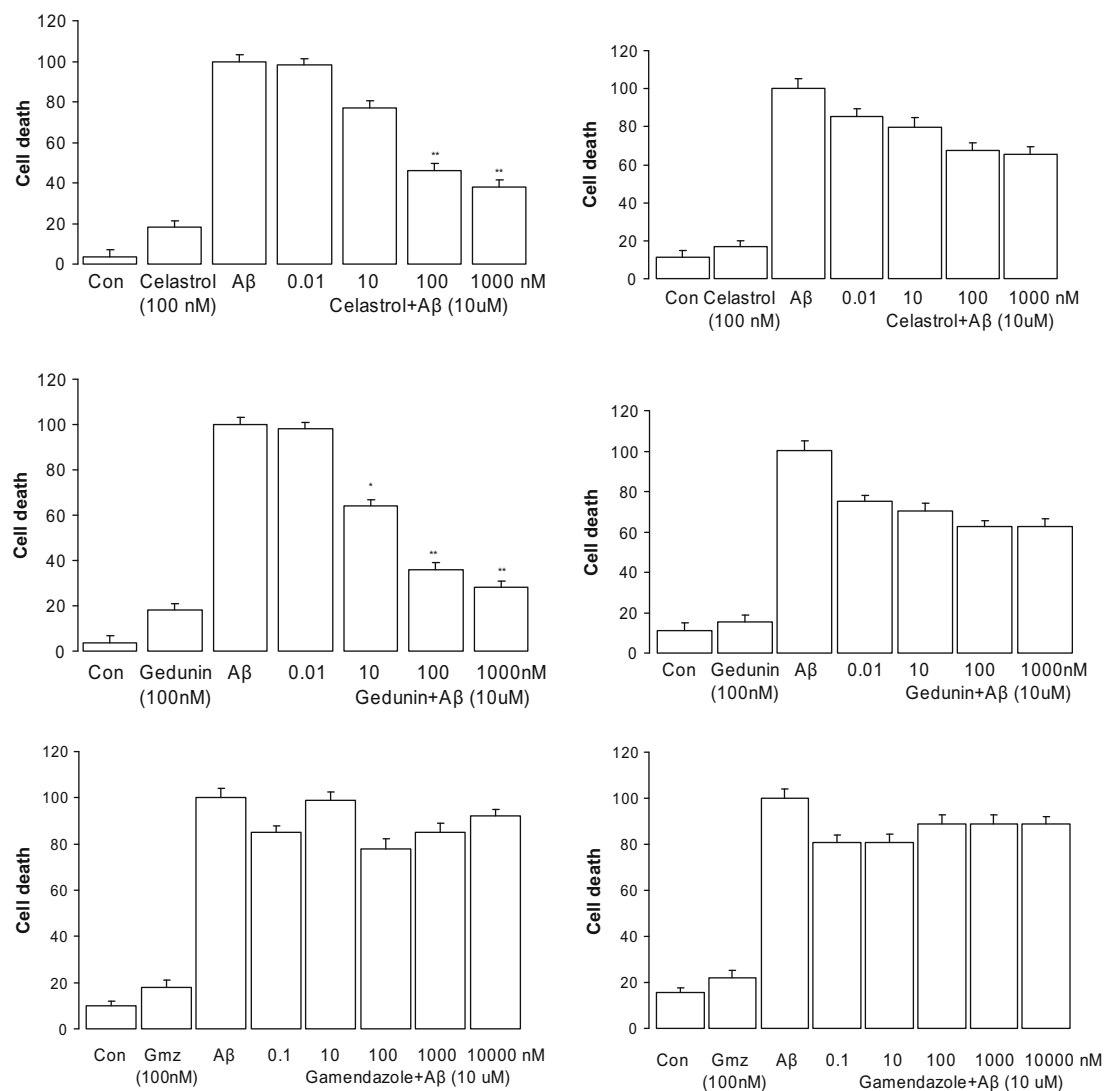 120
100
80
60
40
20
0
Cell death
**
**
Con Celastrol Aβ 0.01 10 100 1000 nM
(100 nM) Celastrol+Aβ (10uM)
120
100
80
60
40
20
0
Cell death
Con Celastrol Aβ 0.01 10 100 1000 nM
(100 nM) Celastrol+Aβ (10uM)
120
100
80
60
40
20
0
Cell death
*
**
**
Con Gedunin Aβ 0.01 10 100 1000nM
(100nM) Gedunin+Aβ (10uM)
120
100
80
60
40
20
0
Cell death
Con Gedunin Aβ 0.01 10 100 1000nM
(100nM) Gedunin+Aβ (10uM)
120
100
80
60
40
20
0
Cell death
Con Gmz Aβ 0.1 10 100 1000 10000 nM
(100nM) Gamendazole+Aβ (10 uM)
120
100
80
60
40
20
0
Cell death
Con Gmz Aβ 0.1 10 100 1000 10000 nM
(100nM) Gamendazole+Aβ (10 uM)